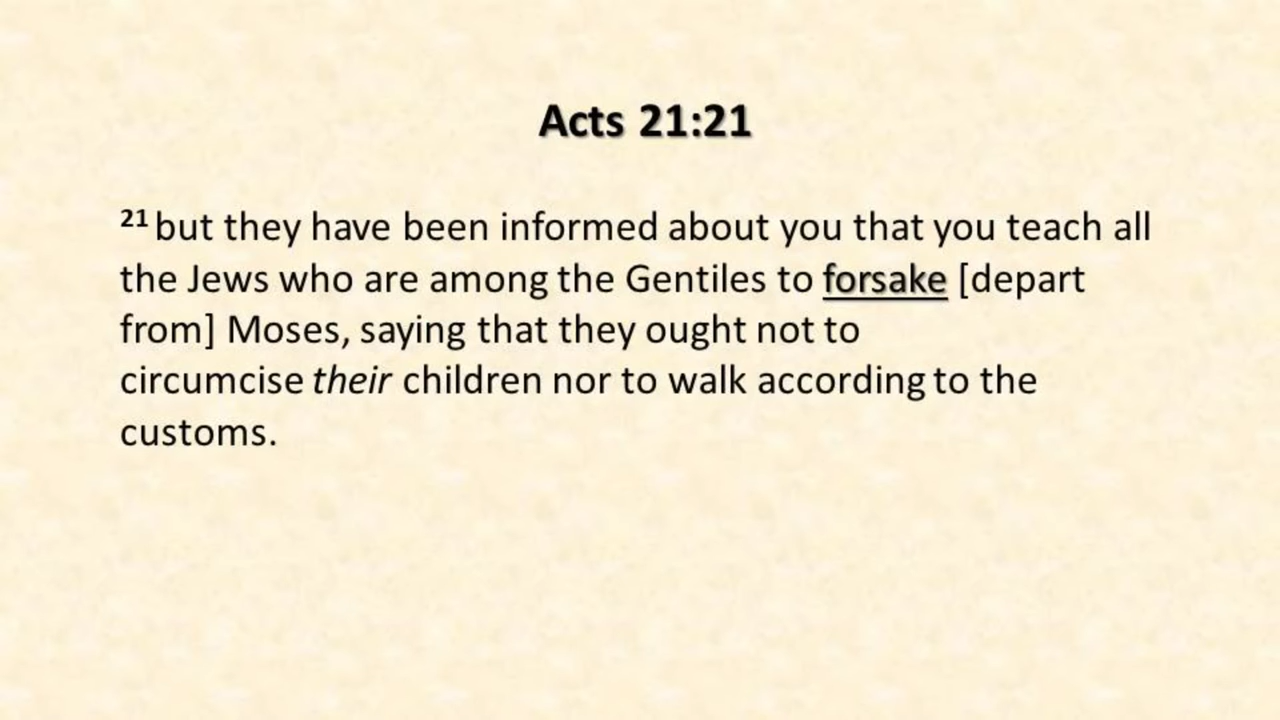 Acts 21:21
21 but they have been informed about you that you teach all
the Jews who are among the Gentiles to forsake [depart
from] Moses, saying that they ought not to
circumcise their children nor to walk according to the
customs.